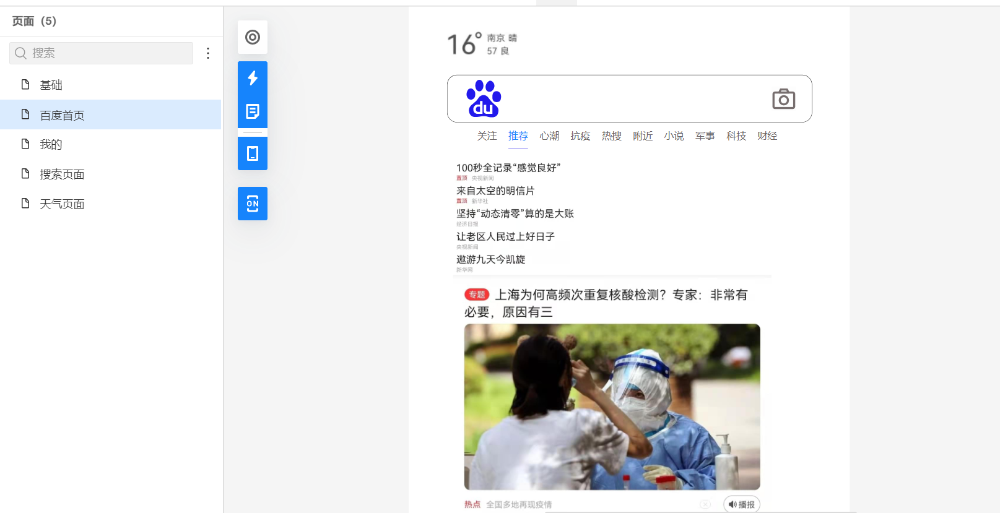 页面（5）
搜索
基础
百度首页
我的
搜索页面
天气页面
ON
16° 南京 晴
57 良
du
关注 推荐 心潮 抗疫 热搜 附近 小说 军事 科技 财经
100秒全记录“感觉良好”
置顶 央视新闻
来自太空的明信片
置顶 新华社
坚持“动态清零”算的是大账
经济日报
让老区人民过上好日子
央视新闻
遨游九天今凯旋
新华网
专题 上海为何高频次重复核酸检测？专家：非常有
必要，原因有三
热点 全国多地再现疫情 播报